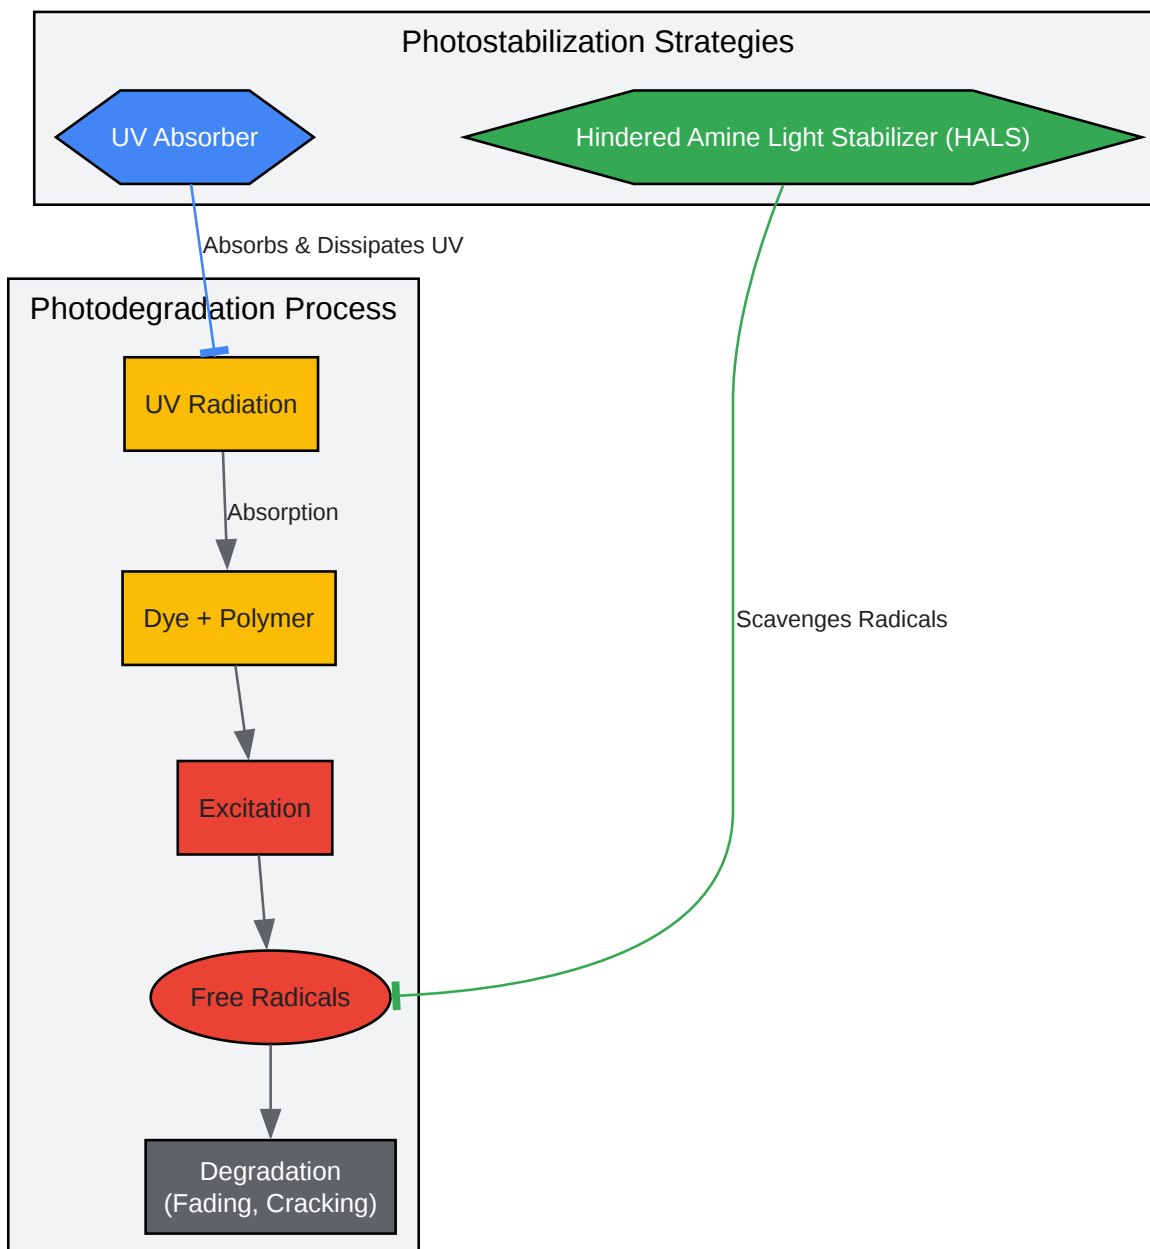 Photostabilization Strategies
UV Absorber
Hindered Amine Light Stabilizer (HALS)
Absorbs & Dissipates UV
Photodegradation Process
UV Radiation
Absorption
Dye + Polymer
Scavenges Radicals
Excitation
Free Radicals
Degradation
(Fading, Cracking)